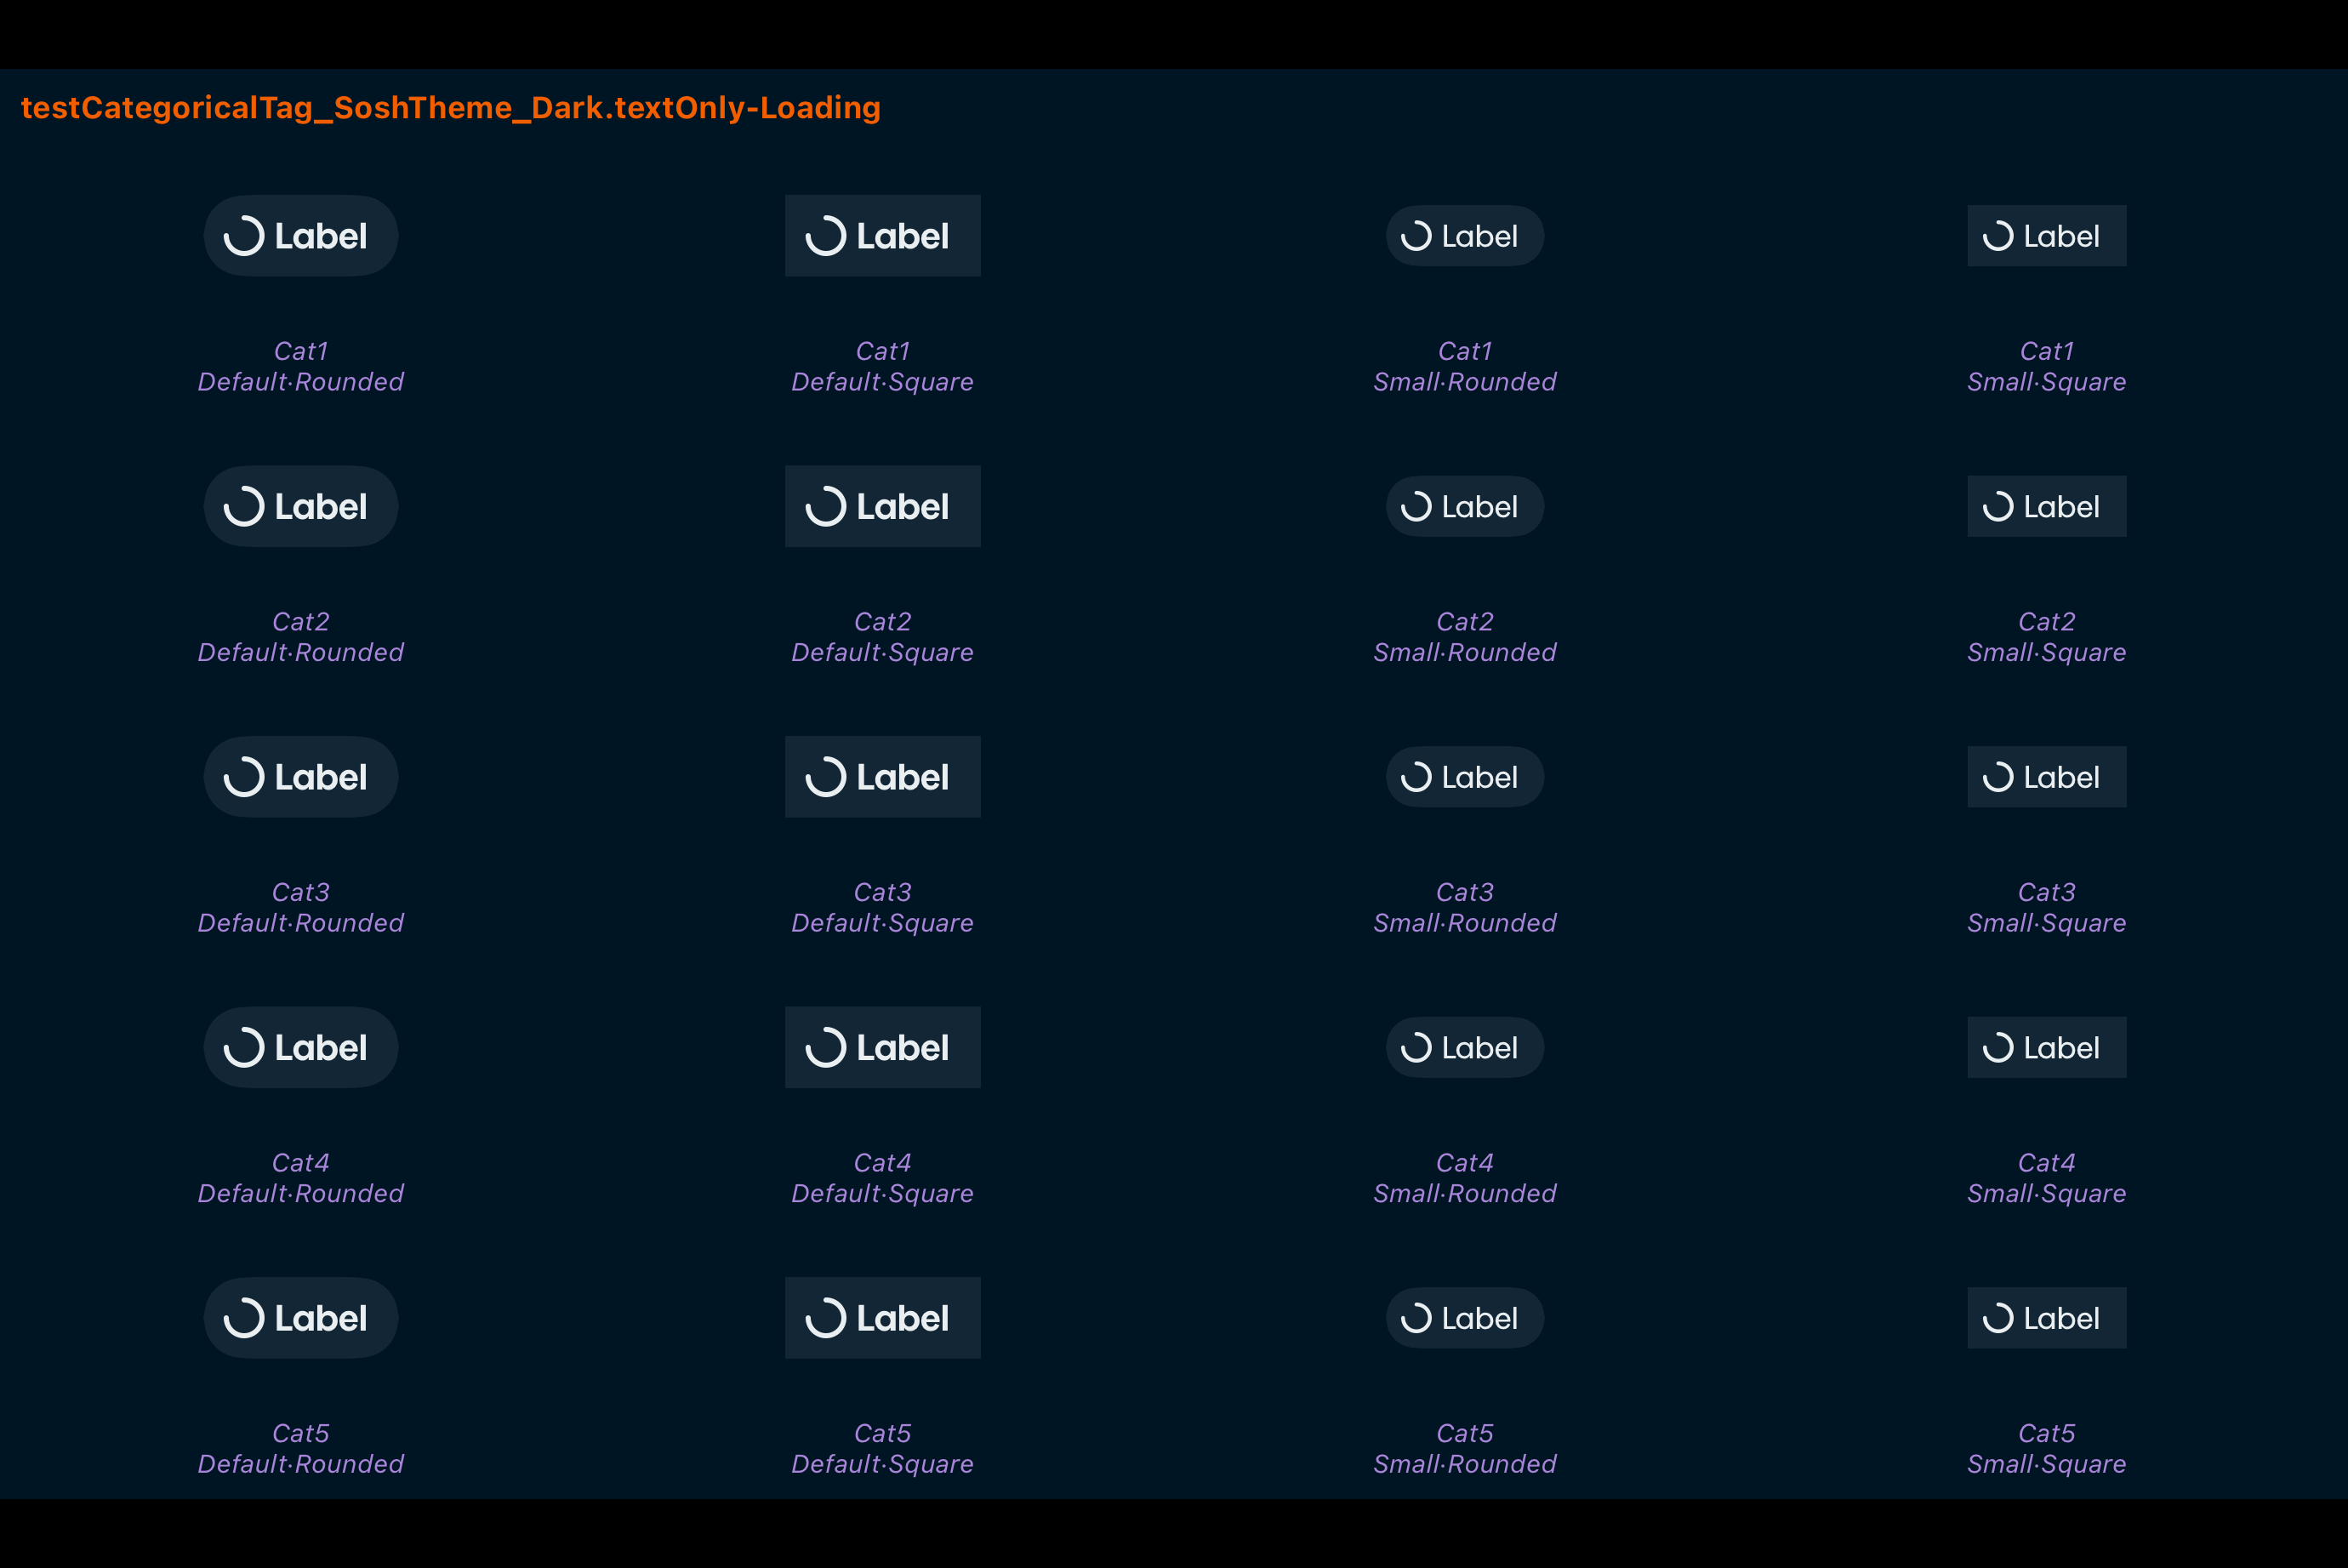 testCategoricalTag_SoshTheme_Dark.textOnly-Loading
Label Label Label Label
Cat1 Cat1 Cat1 Cat1
Default·Rounded Default·Square Small·Rounded Small·Square
Label Label Label Label
Cat2 Cat2 Cat2 Cat2
Default·Rounded Default·Square Small·Rounded Small·Square
Label Label Label Label
Cat3 Cat3 Cat3 Cat3
Default·Rounded Default·Square Small·Rounded Small·Square
Label Label Label Label
Cat4 Cat4 Cat4 Cat4
Default·Rounded Default·Square Small·Rounded Small·Square
Label Label Label Label
Cat5 Cat5 Cat5 Cat5
Default·Rounded Default·Square Small·Rounded Small·Square